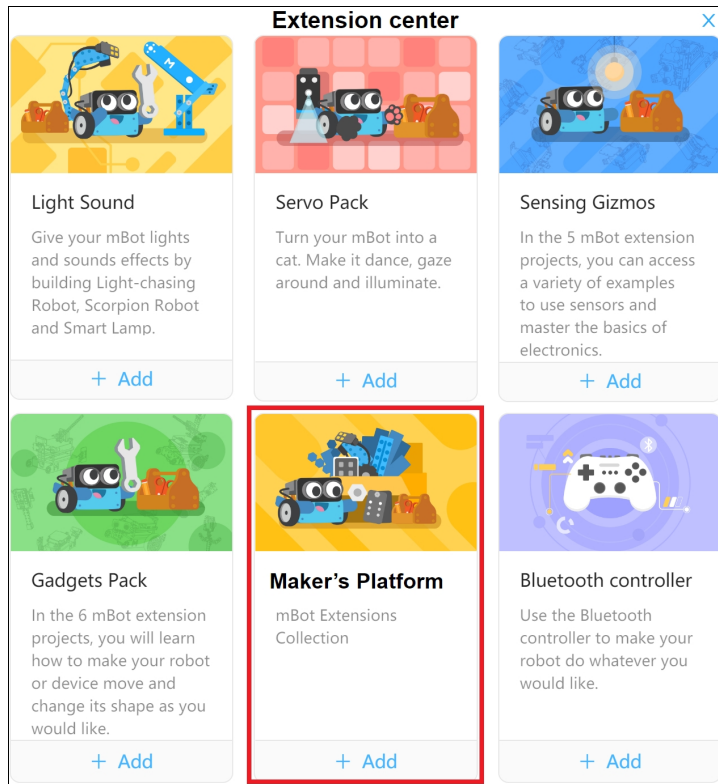 Extension center
X
Light Sound
Give your mBot lights
and sounds effects by
building Light-chasing
Robot, Scorpion Robot
and Smart Lamp.
+ Add
Servo Pack
Turn your mBot into a
cat. Make it dance, gaze
around and illuminate.
+ Add
Sensing Gizmos
In the 5 mBot extension
projects, you can access
a variety of examples
to use sensors and
master the basics of
electronics.
+ Add
Gadgets Pack
In the 6 mBot extension
projects, you will learn
how to make your robot
or device move and
change its shape as you
would like.
+ Add
M
Maker's Platform
mBot Extensions
Collection
+ Add
Bluetooth controller
Use the Bluetooth
controller to make your
robot do whatever you
would like.
+ Add